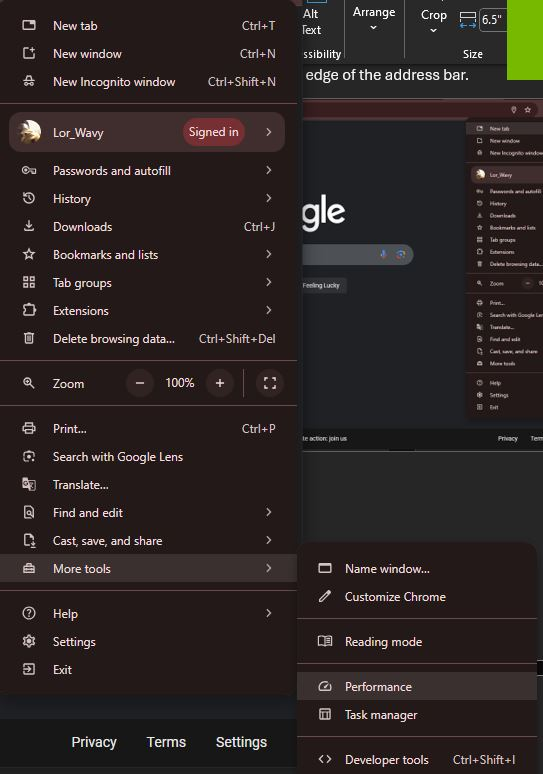 New tab Ctrl+T
New window Ctrl+N
New Incognito window Ctrl+Shift+N
Lor_Wavy Signed in
Passwords and autofill
History
Downloads Ctrl+J
Bookmarks and lists
Tab groups
Extensions
Delete browsing data... Ctrl+Shift+Del
Zoom 100%
Print... Ctrl+P
Search with Google Lens
Translate...
Find and edit
Cast, save, and share
More tools
Help
Settings
Exit
Privacy Terms Settings
Alt
Text
ssibility
Arrange
Crop
6.5"
Size
edge of the address bar.
gle
Feeling Lucky
New tab
New window
New Incognito window
Lor_Wavy
Passwords and autofill
History
Downloads
Bookmarks and lists
Tab groups
Extensions
Delete browsing data...
Zoom
Print...
Search with Google Len
Translate...
Find and edit
Cast, save, and share
More tools
Help
Settings
Exit
te action: join us
Privacy Term
Name window...
Customize Chrome
Reading mode
Performance
Task manager
Developer tools Ctrl+Shift+I